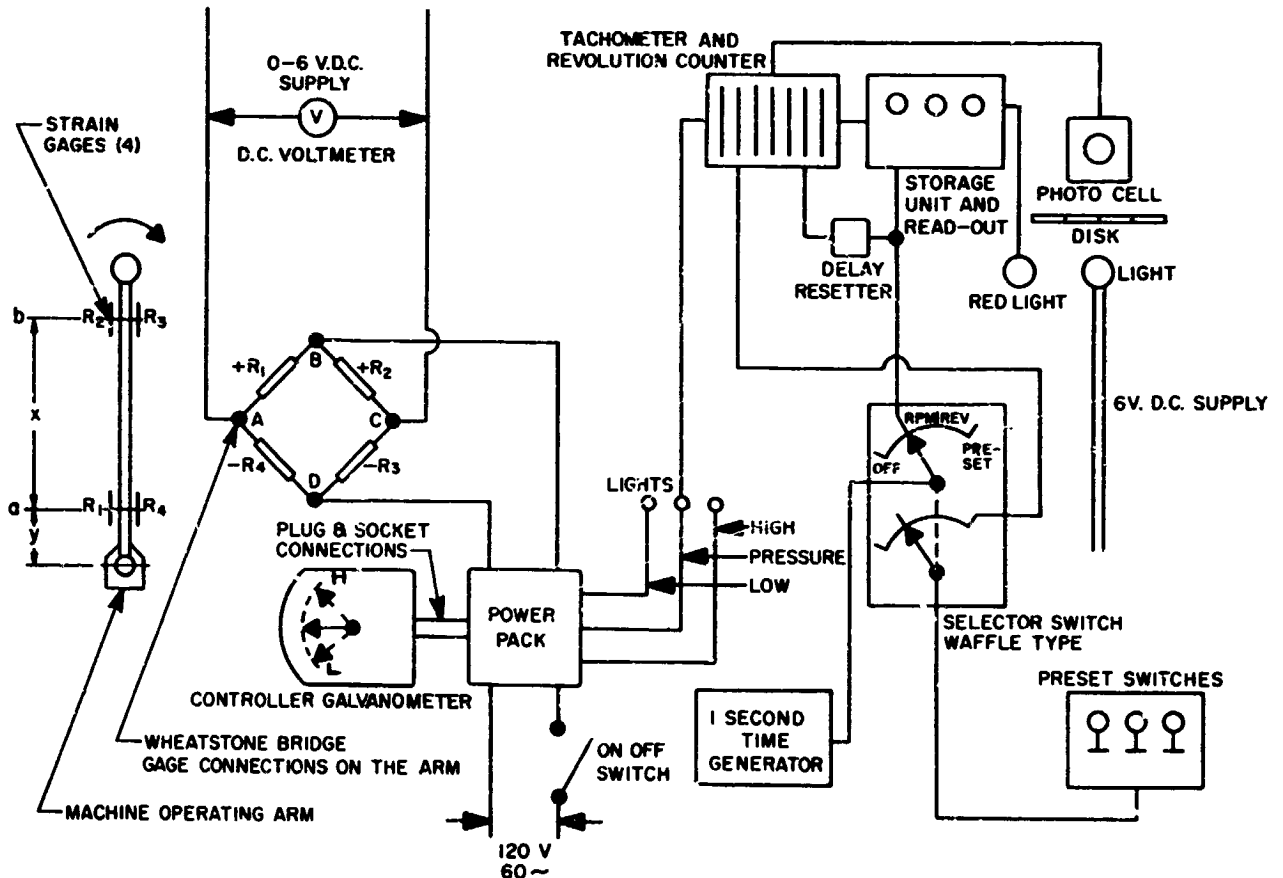 0-6 V.D.C.
SUPPLY
V
D.C. VOLTMETER
STRAIN
GAGES (4)
b
R2
R3
x
a
R1
R4
y
+R1
B
+R2
A
C
-R4
D
-R3
PLUG & SOCKET
CONNECTIONS
H
L
CONTROLLER GALVANOMETER
POWER
PACK
WHEATSTONE BRIDGE
GAGE CONNECTIONS ON THE ARM
MACHINE OPERATING ARM
ON OFF
SWITCH
120 V
60~
LIGHTS
HIGH
PRESSURE
LOW
TACHOMETER AND
REVOLUTION COUNTER
STORAGE
UNIT AND
READ-OUT
DELAY
RESETTER
RED LIGHT
PHOTO CELL
DISK
LIGHT
6V. D.C. SUPPLY
RPM/REV
OFF
PRE-
SET
SELECTOR SWITCH
WAFFLE TYPE
1 SECOND
TIME
GENERATOR
PRESET SWITCHES